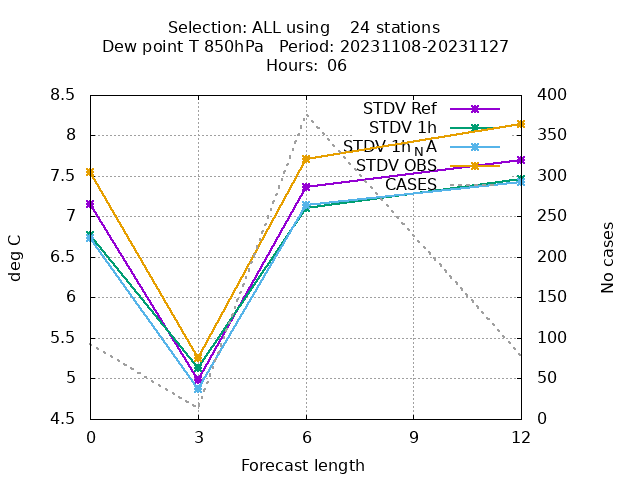 Selection: ALL using    24 stations
Dew point T 850hPa   Period: 20231108-20231127
Hours: 06
8.5
8
7.5
7
6.5
6
5.5
5
4.5
400
350
300
250
200
150
100
50
0
0
3
6
9
12
deg C
No cases
Forecast length
STDV Ref
STDV 1h
STDV 1h_NA
STDV OBS
CASES